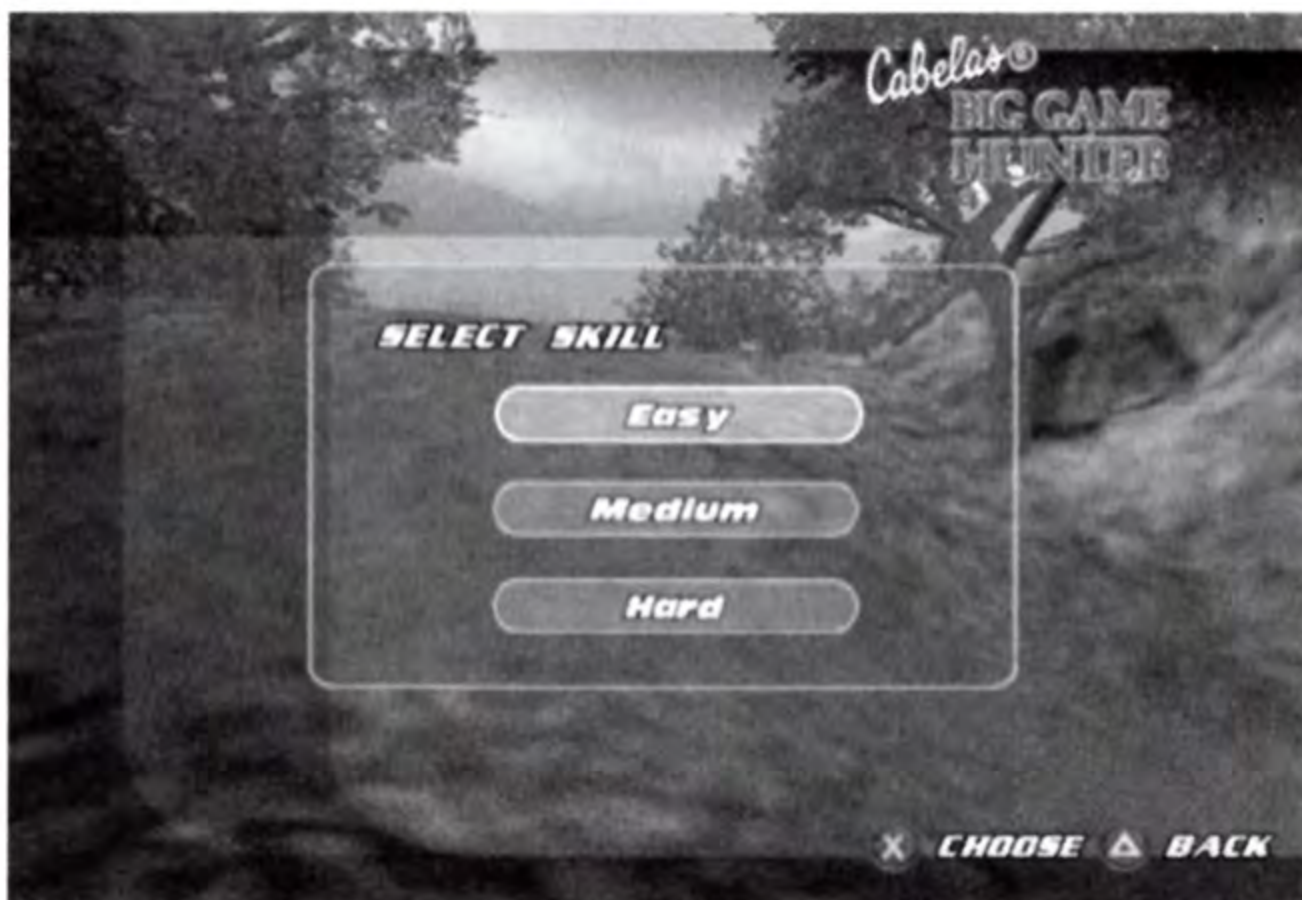 Cabela's®
BIG GAME
HUNTER
SELECT SKILL
Easy
Medium
Hard
X CHOOSE △ BACK